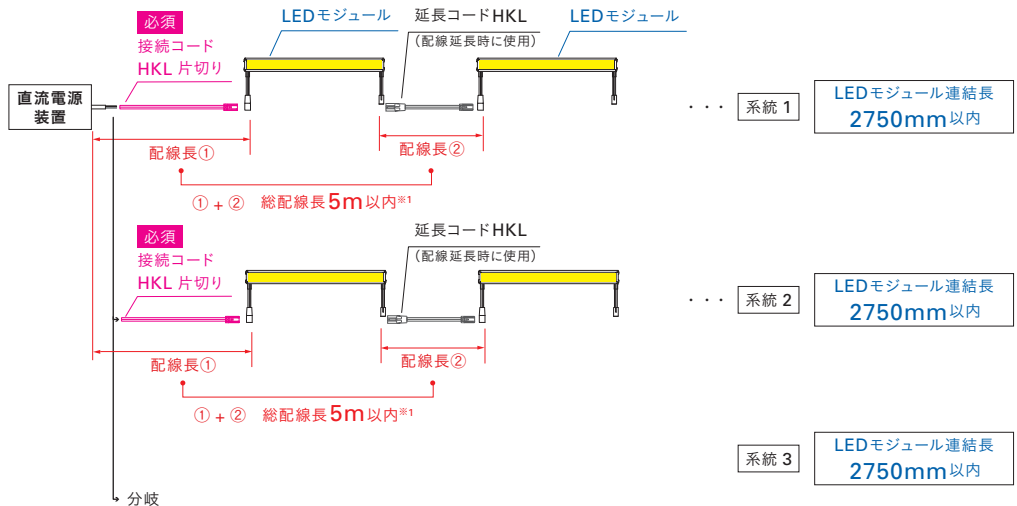 必須
接続コード
HKL 片切り
LEDモジュール
延長コードHKL
(配線延長時に使用)
LEDモジュール
直流電源
装置
・・・
系統 1
LEDモジュール連結長
2750mm以内
配線長①
配線長②
① + ② 総配線長5m以内※1
必須
接続コード
HKL 片切り
延長コードHKL
(配線延長時に使用)
・・・
系統 2
LEDモジュール連結長
2750mm以内
配線長①
配線長②
① + ② 総配線長5m以内※1
系統 3
LEDモジュール連結長
2750mm以内
分岐